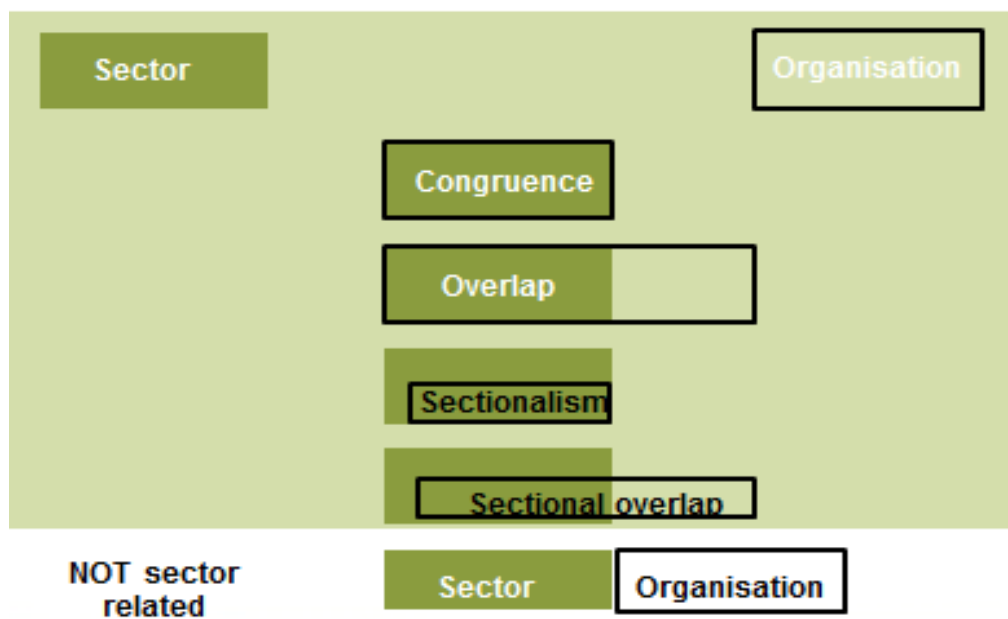 Sector
Organisation
Congruence
Overlap
Sectionalism
Sectional overlap
NOT sector
related
Sector
Organisation